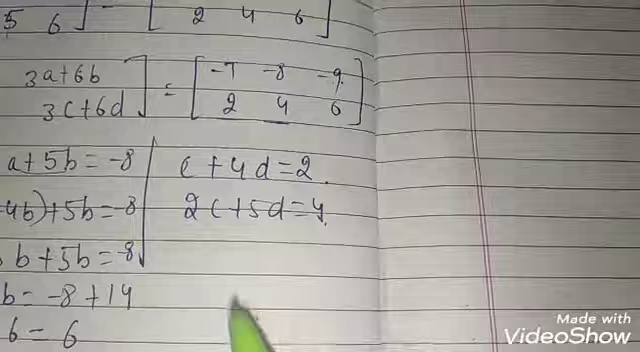 5 6] = [ 2 4 6 ]
3a+6b
3c+6d] = [-7 -8 -9
2 4 6]
a+5b=-8 | c+4d=2
4b)+5b=-8 | 2c+5d=4
b+5b=-8
b=-8+14
6=6
Made with
VideoShow